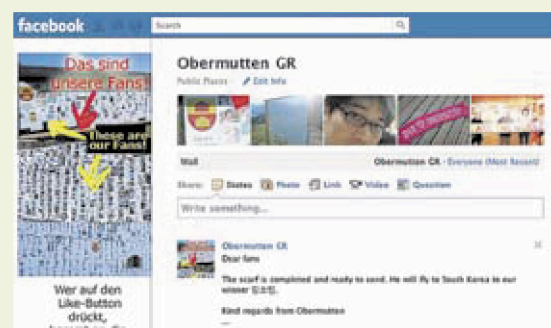 facebook
Search
Das sind
unsere Fans!
These are
our Fans!
Wer auf den
Like-Button
drückt,
Obermutten GR
Public Places · Edit Info
Wall
Obermutten GR · Everyone (Most Recent)
Share: Status Photo Link Video Question
Write something...
Obermutten GR
Dear fans
The scarf is completed and ready to send. He will fly to South Korea to our
winner
Kind regards from Obermutten